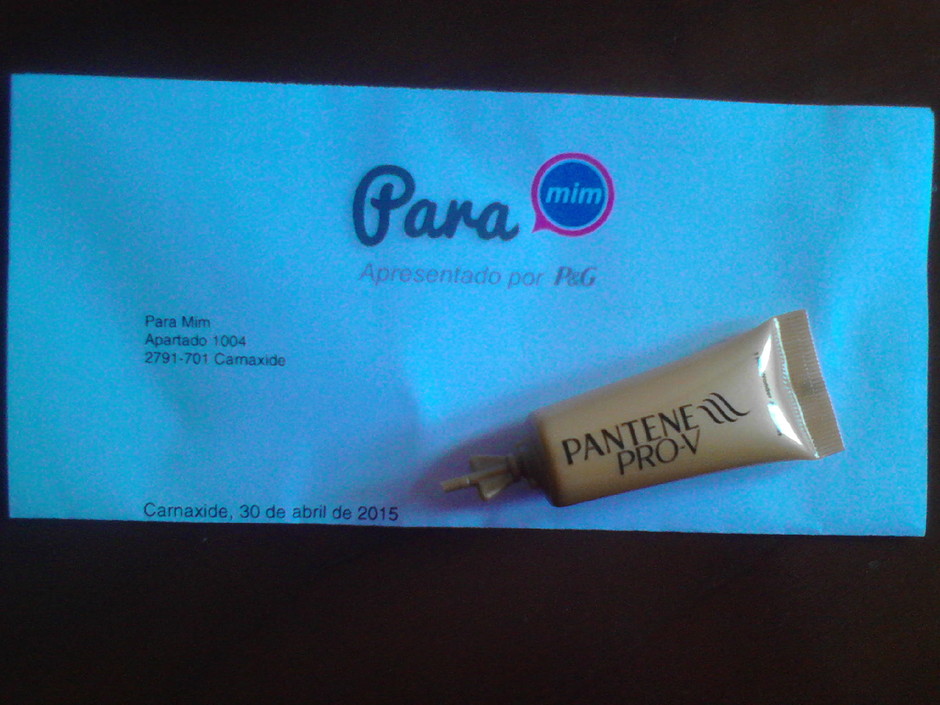 Para mim
Apresentado por P&G
Para Mim
Apartado 1004
2791-701 Carnaxide
PANTENE
PRO-V
Carnaxide, 30 de abril de 2015